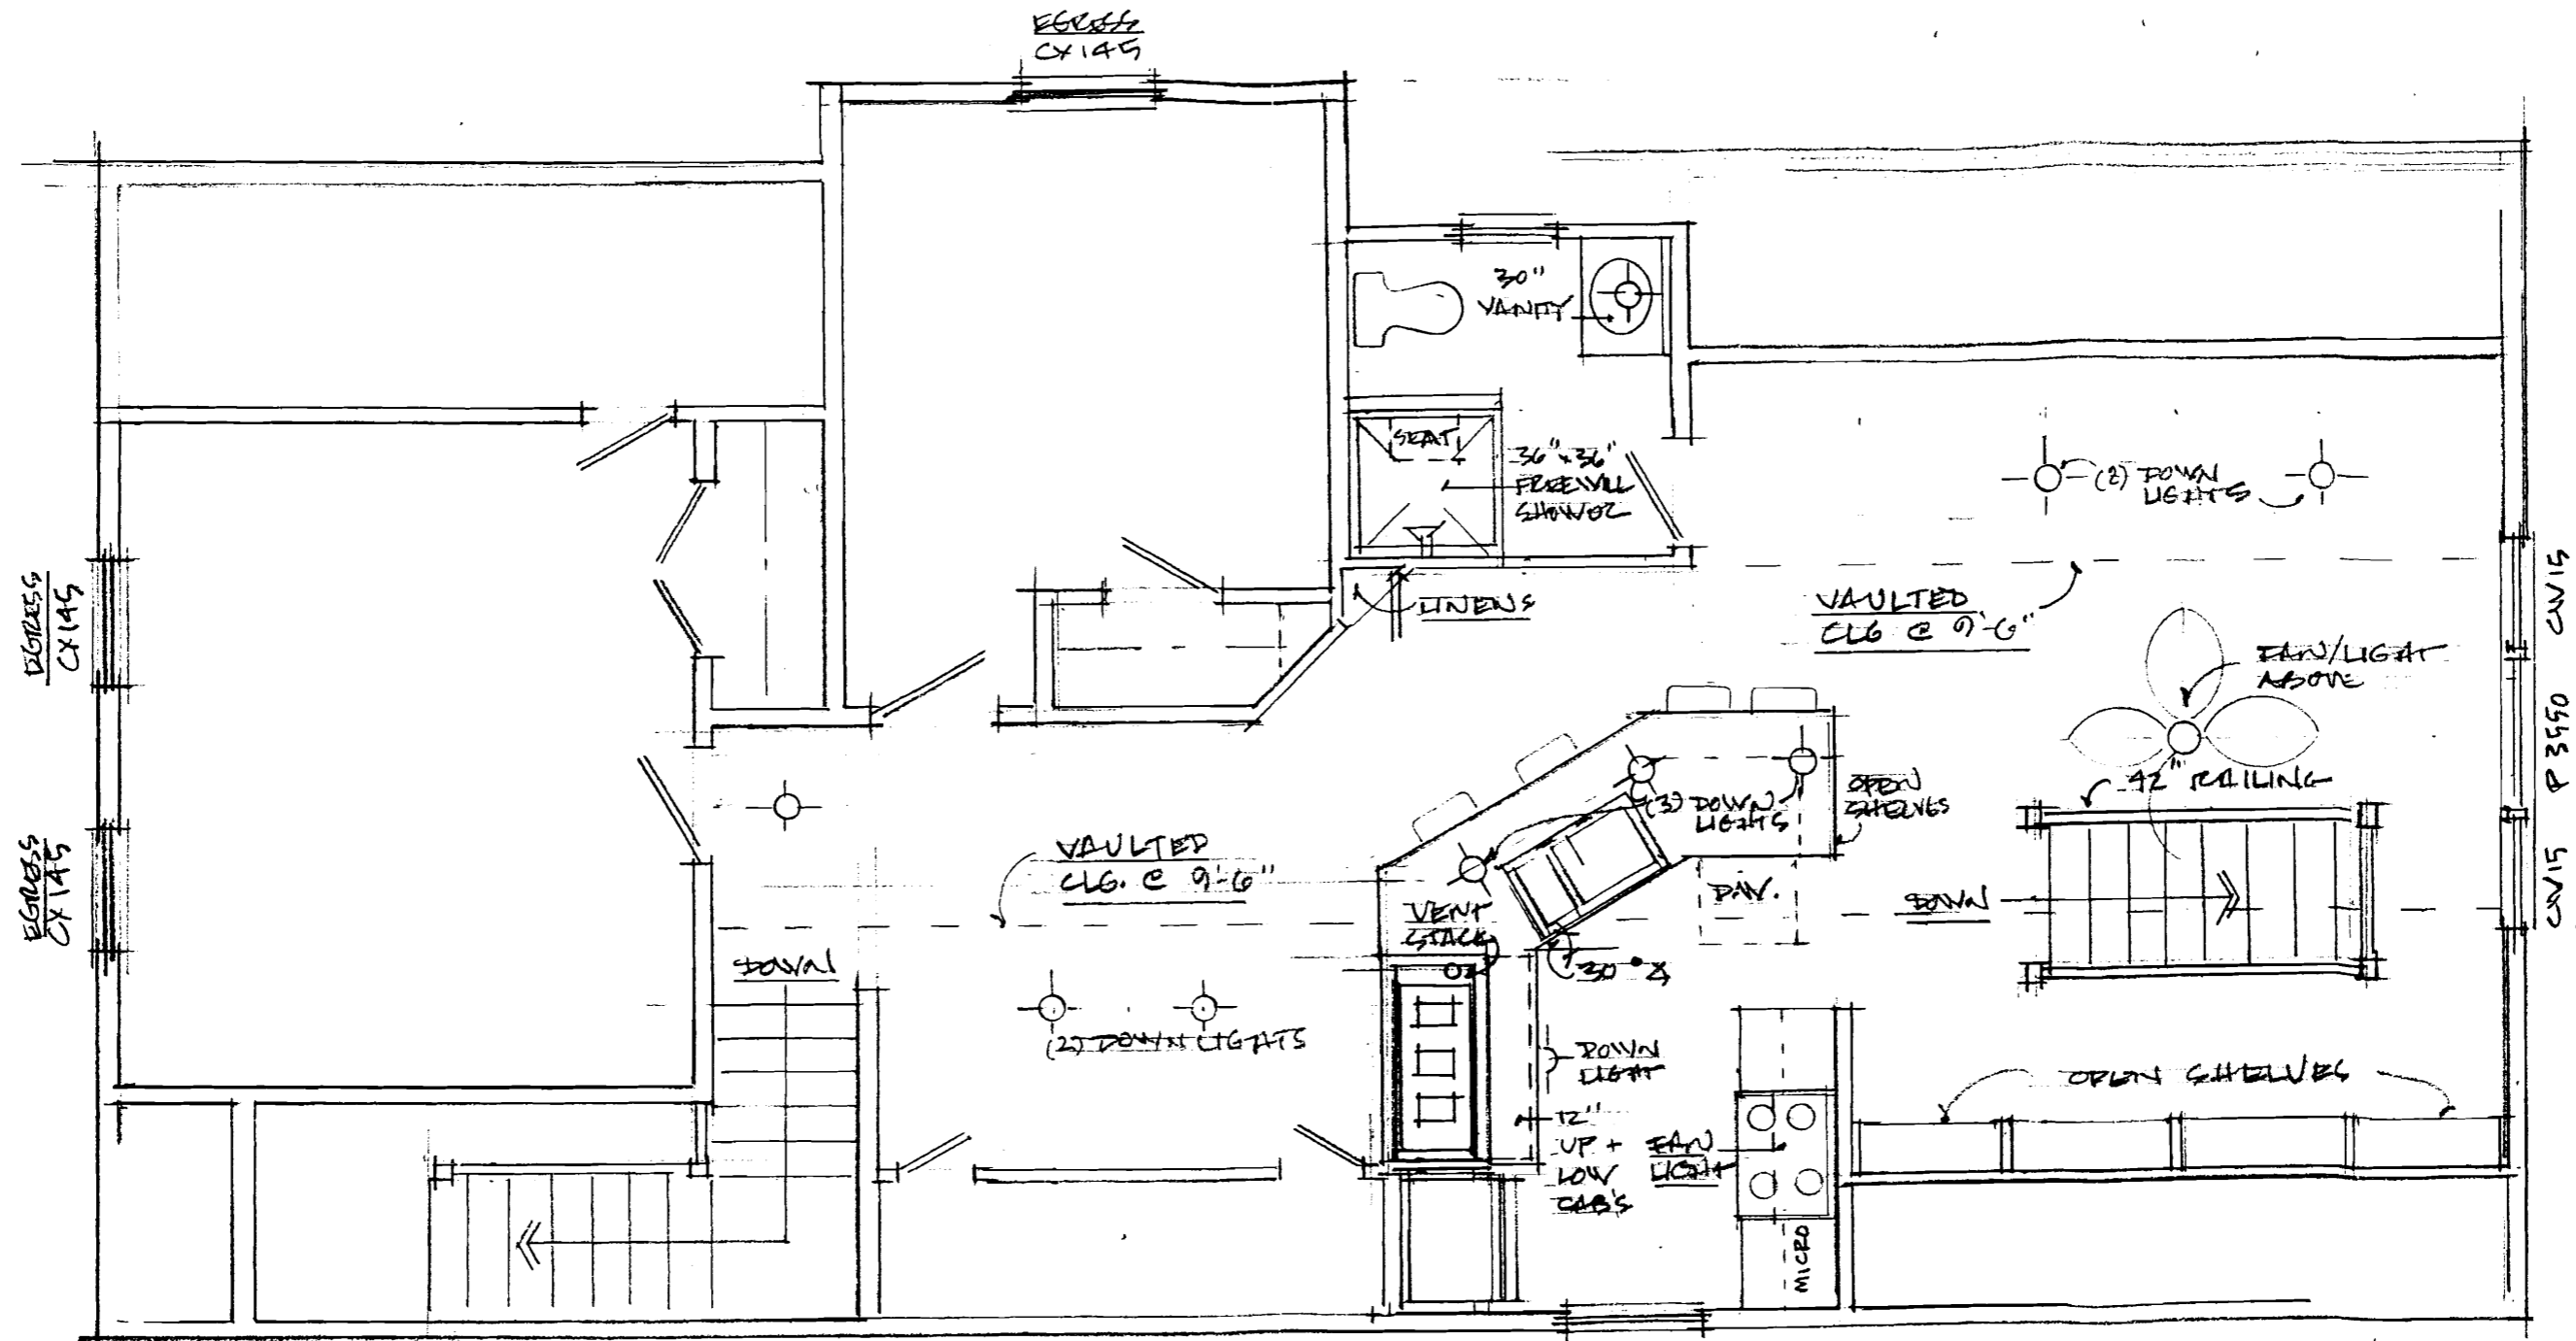 EGRESS
CX145
30"
VANITY
SEAT
36"x36"
FREEWILL
SHOWER
(2) DOWN
LIGHTS
EGRESS
CX145
LINENS
VAULTED
CLG @ 9'-6"
CW15
FAN/LIGHT
ABOVE
P3550
42" RAILING
OPEN
SHELVES
(3) DOWN
LIGHTS
EGRESS
CX145
VAULTED
CLG. @ 9'-6"
D.W.
DOWN
CW15
VENT
STACK
30°
DOWN
(2) DOWN LIGHTS
DOWN
LIGHT
OPEN SHELVES
12"
UP +
LOW
CAB'S
FAN
LIGHT
MICRO